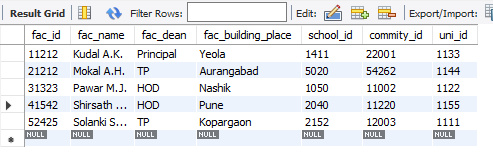 Result Grid Filter Rows: Edit: Export/Import:
fac_id fac_name fac_dean fac_building_place school_id commity_id uni_id
11212 Kudal A.K. Principal Yeola 1411 22001 1133
21212 Mokal A.H. TP Aurangabad 5020 54262 1144
31323 Pawar M.J. HOD Nashik 1050 11002 1122
41542 Shirsath ... HOD Pune 2040 11220 1155
52425 Solanki S... TP Kopargaon 2152 12003 1111
NULL NULL NULL NULL NULL NULL NULL